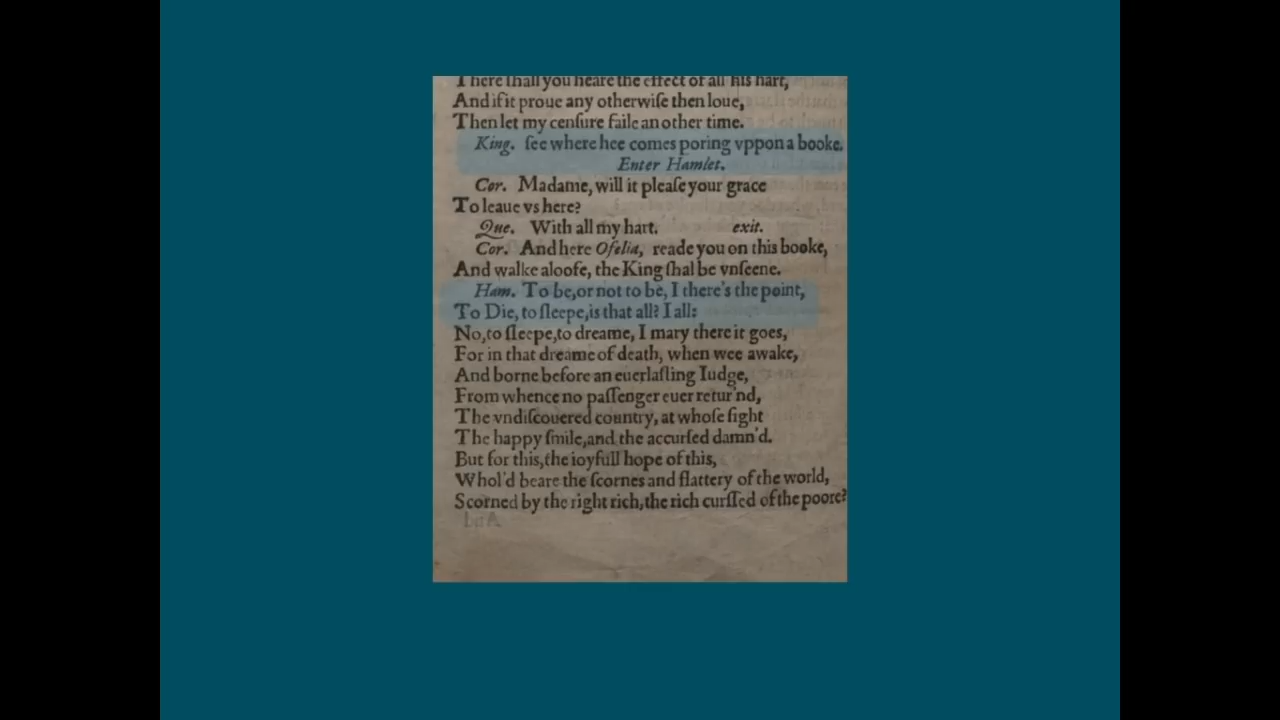 There ſhall you heare the effect of all his hart,
And if it proue any otherwiſe then loue,
Then let my cenſure faile an other time.
King. ſee where hee comes poring vppon a booke.
Enter Hamlet.
Cor. Madame, will it pleaſe your grace
To leaue vs here?
Que. With all my hart. exit.
Cor. And here Ofelia, reade you on this booke,
And walke alooſe, the King ſhal be vnſeene.
Ham. To be, or not to be, I there's the point,
To Die, to ſleepe, is that all? I all:
No, to ſleepe, to dreame, I mary there it goes,
For in that dreame of death, when wee awake,
And borne before an euerlaſting Iudge,
From whence no paſſenger euer retur'nd,
The vndiſcouered country, at whoſe ſight
The happy ſmile, and the accurſed damn'd.
But for this, the ioyfull hope of this,
Whol'd beare the ſcornes and flattery of the world,
Scorned by the right rich, the rich curſſed of the poore?